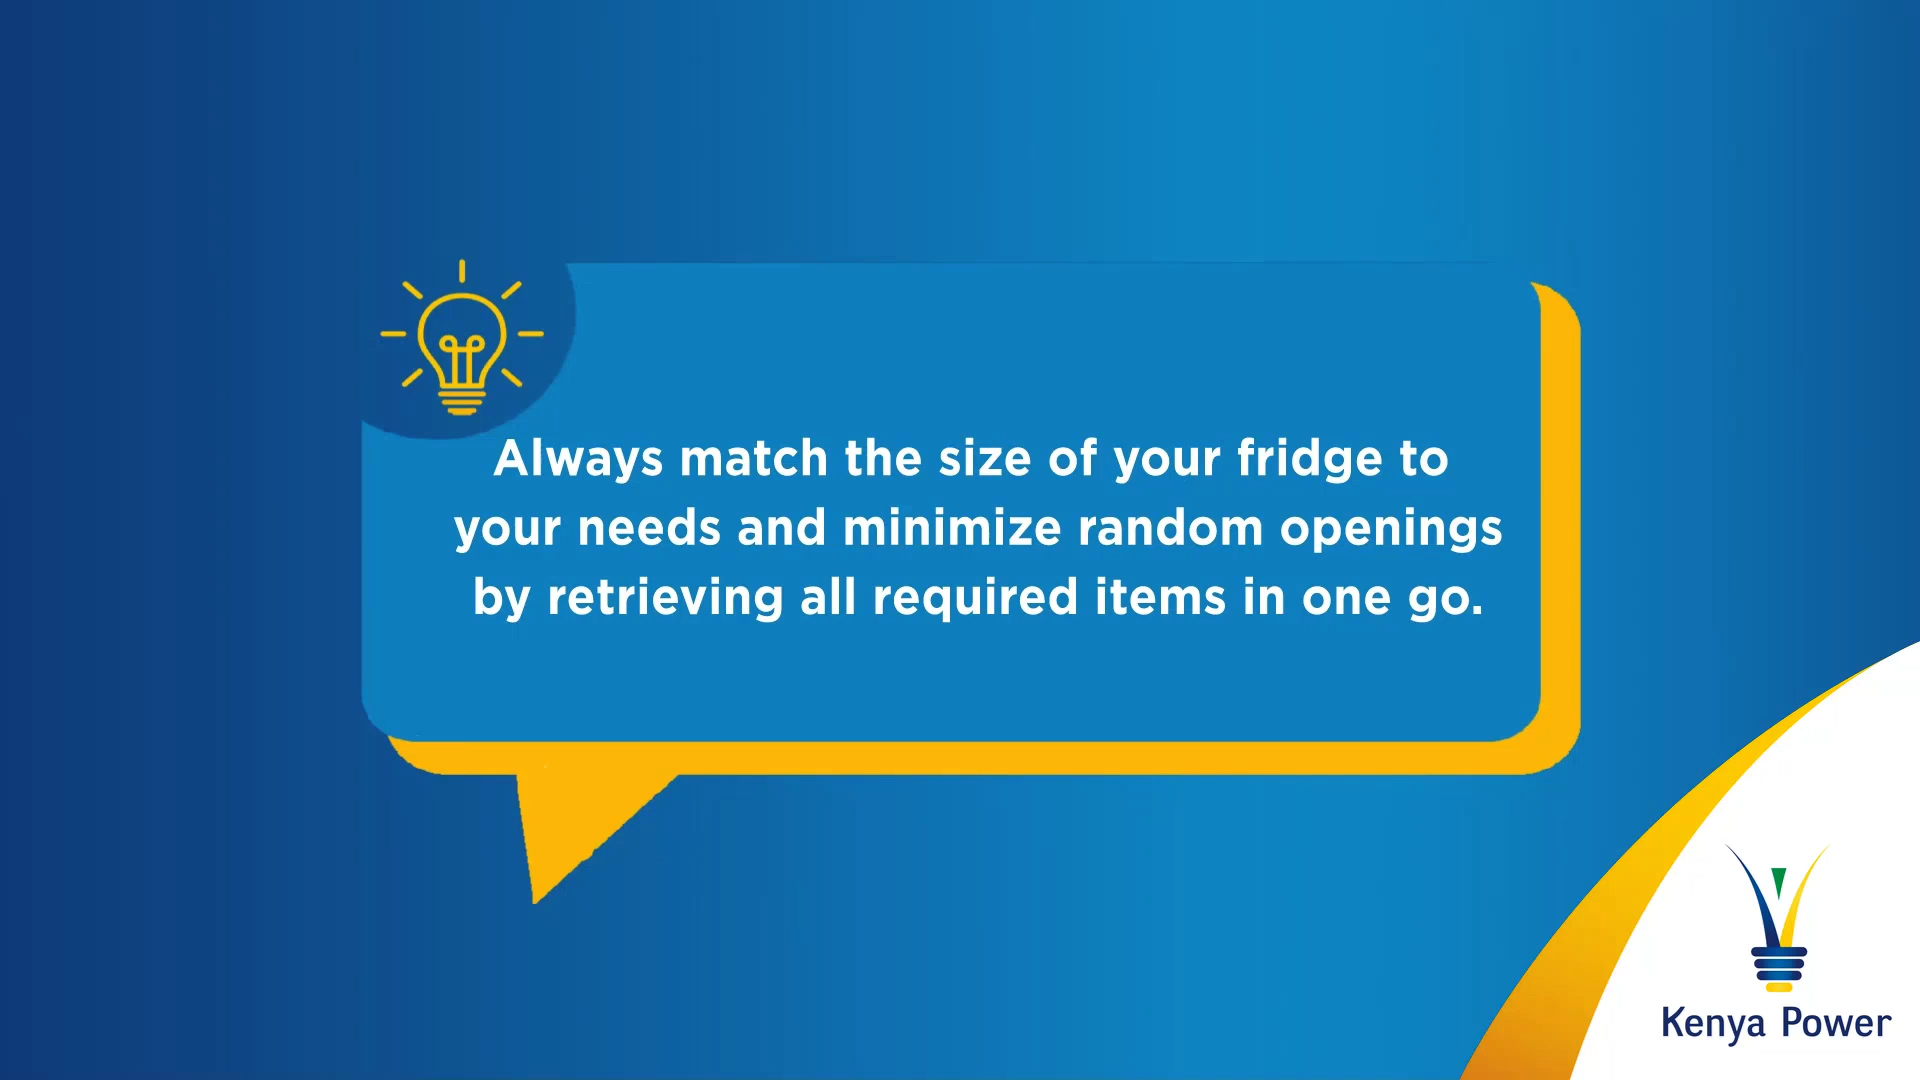 Always match the size of your fridge to
your needs and minimize random openings
by retrieving all required items in one go.
Kenya Power